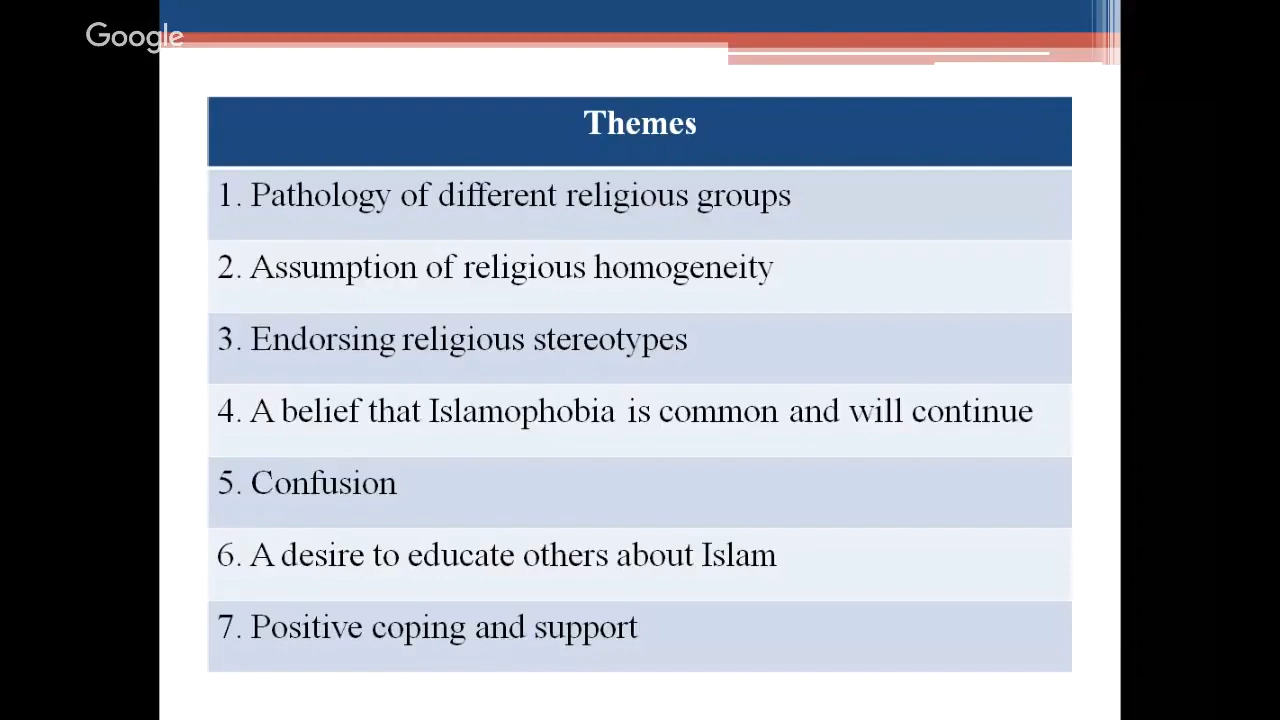 Google
Themes
1. Pathology of different religious groups
2. Assumption of religious homogeneity
3. Endorsing religious stereotypes
4. A belief that Islamophobia is common and will continue
5. Confusion
6. A desire to educate others about Islam
7. Positive coping and support